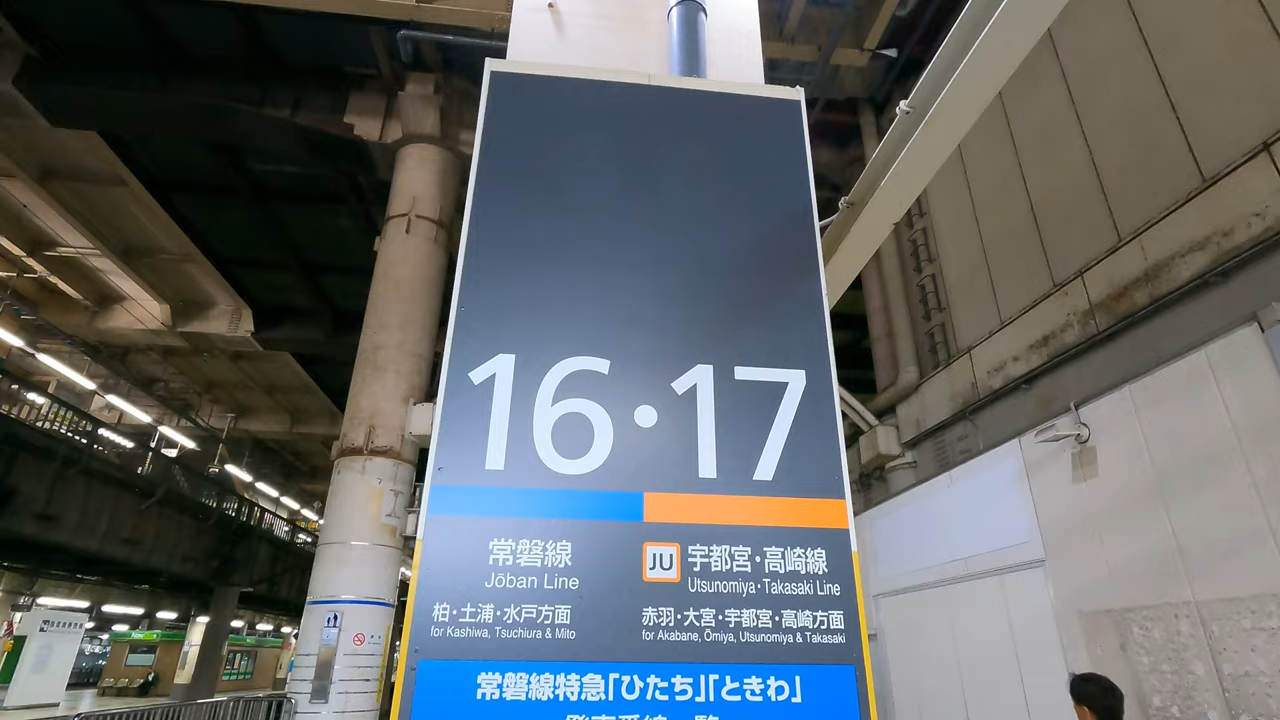 16・17
常磐線
Jōban Line
柏・土浦・水戸方面
for Kashiwa, Tsuchiura & Mito
JU 宇都宮・高崎線
Utsunomiya・Takasaki Line
赤羽・大宮・宇都宮・高崎方面
for Akabane, Ōmiya, Utsunomiya & Takasaki
常磐線特急「ひたち」「ときわ」